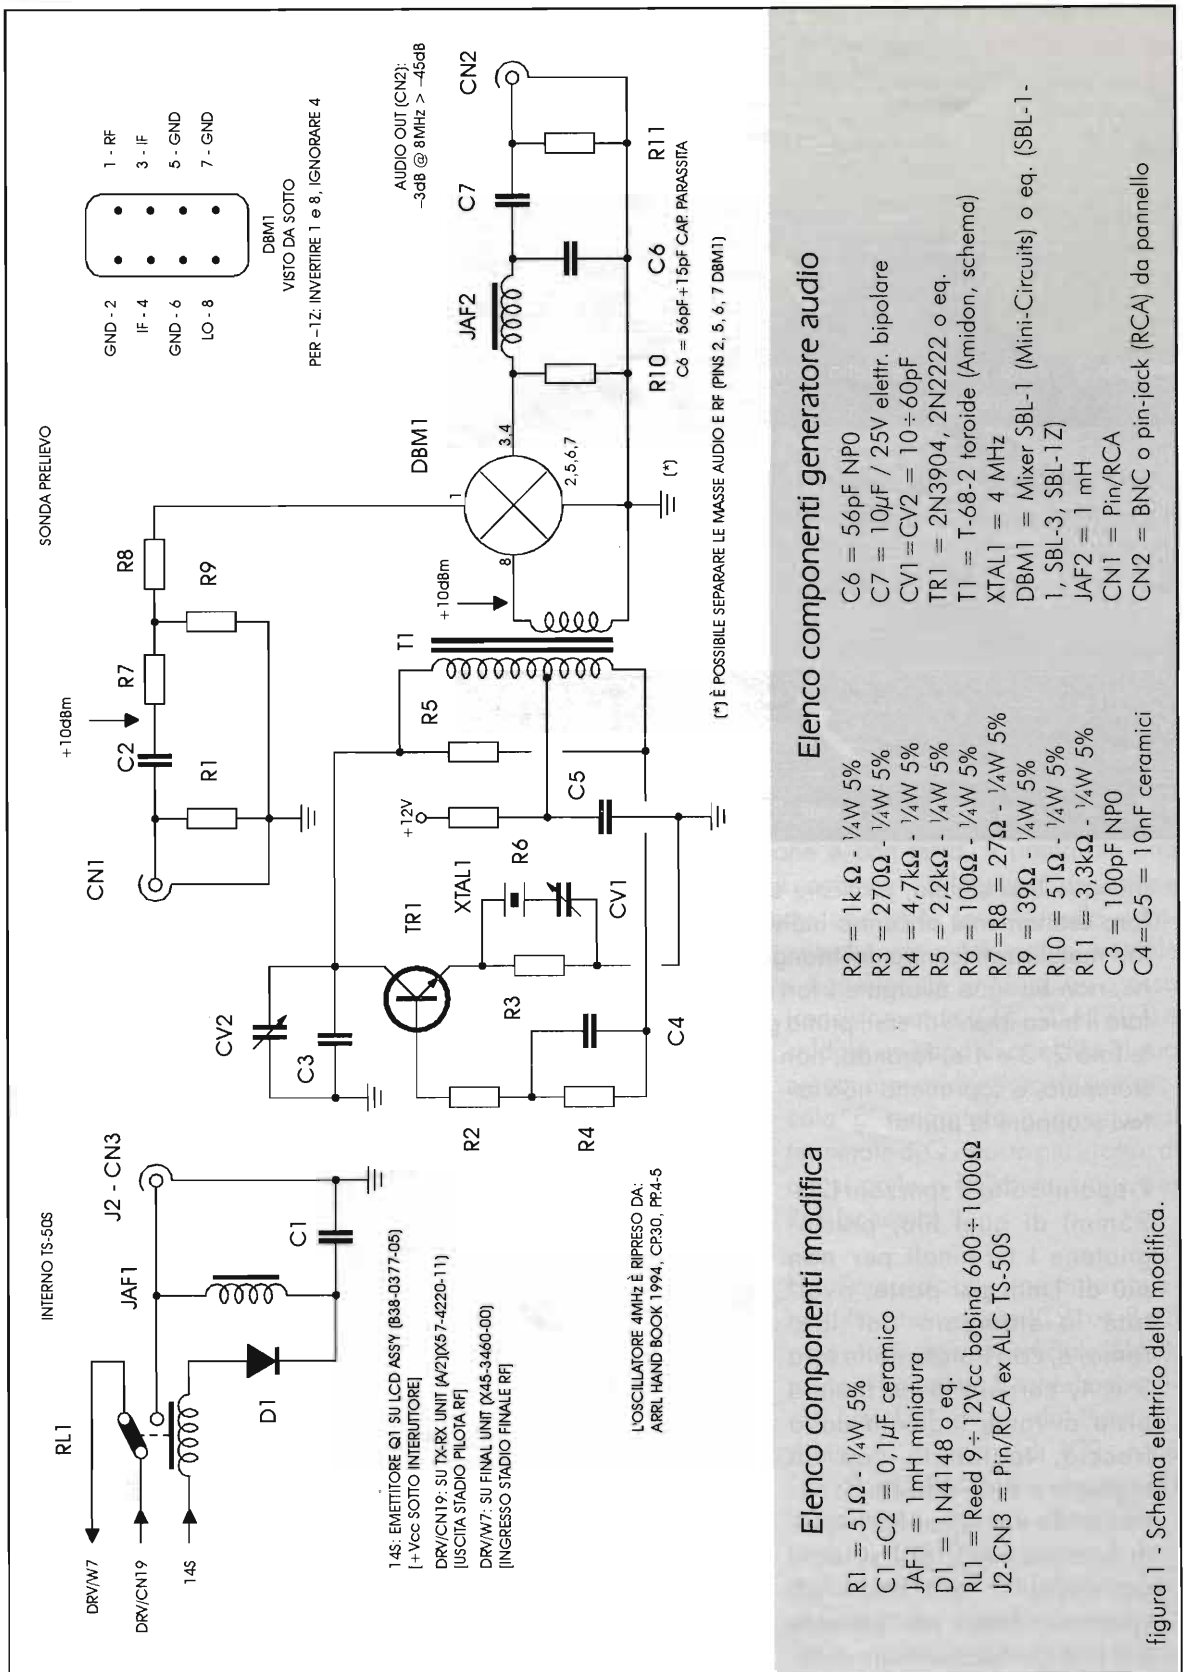 INTERNO TS-50S
RL1
DRV/W7
DRV/CN19
14S
JAF1
D1
C1
J2 - CN3
14S: EMETTITORE Q1 SU LCD ASSY (B38-0377-05)
[+Vcc SOTTO INTERUTTORE]
DRV/CN19: SU TX-RX UNIT (A/2)(X57-4220-11)
[USCITA STADIO PILOTA RF]
DRV/W7: SU FINAL UNIT (X45-3460-00)
[INGRESSO STADIO FINALE RF]
L'OSCILLATORE 4MHz È RIPRESO DA:
ARRL HAND BOOK 1994, CP.30, PP.4-5
SONDA PRELIEVO
CN1
C2
+10dBm
R1
R7
R8
R9
CV2
C3
TR1
XTAL1
R6
+12V
R5
T1
+10dBm
R2
R3
R4
C4
CV1
C5
DBM1
1
8
3,4
2,5,6,7
(*)
JAF2
R10
C6
C7
R11
CN2
C6 = 56pF+15pF CAP. PARASSITA
(*) È POSSIBILE SEPARARE LE MASSE AUDIO E RF (PINS 2, 5, 6, 7 DBM1)
AUDIO OUT (CN2):
-3dB @ 8MHz > -45dB
GND - 2
IF - 4
GND - 6
LO - 8
1 - RF
3 - IF
5 - GND
7 - GND
DBM1
VISTO DA SOTTO
PER -1Z: INVERTIRE 1 e 8, IGNORARE 4
Elenco componenti modifica
R1 = 51Ω - ¼W 5%
C1=C2 = 0,1µF ceramico
JAF1 = 1mH miniatura
D1 = 1N4148 o eq.
RL1 = Reed 9÷12Vcc bobina 600÷1000Ω
J2-CN3 = Pin/RCA ex ALC TS-50S
Elenco componenti generatore audio
R2 = 1kΩ - ¼W 5%
R3 = 270Ω - ¼W 5%
R4 = 4,7kΩ - ¼W 5%
R5 = 2,2kΩ - ¼W 5%
R6 = 100Ω - ¼W 5%
R7=R8 = 27Ω - ¼W 5%
R9 = 39Ω - ¼W 5%
R10 = 51Ω - ¼W 5%
R11 = 3,3kΩ - ¼W 5%
C3 = 100pF NP0
C4=C5 = 10nF ceramici
C6 = 56pF NP0
C7 = 10µF / 25V elettr. bipolare
CV1=CV2 = 10÷60pF
TR1 = 2N3904, 2N2222 o eq.
T1 = T-68-2 toroide (Amidon, schema)
XTAL1 = 4 MHz
DBM1 = Mixer SBL-1 (Mini-Circuits) o eq. (SBL-1-
1, SBL-3, SBL-1Z)
JAF2 = 1 mH
CN1 = Pin/RCA
CN2 = BNC o pin-jack (RCA) da pannello
figura 1 - Schema elettrico della modifica.